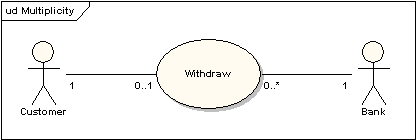 ud Multiplicity
Withdraw
1 0..1 0..* 1
Customer Bank